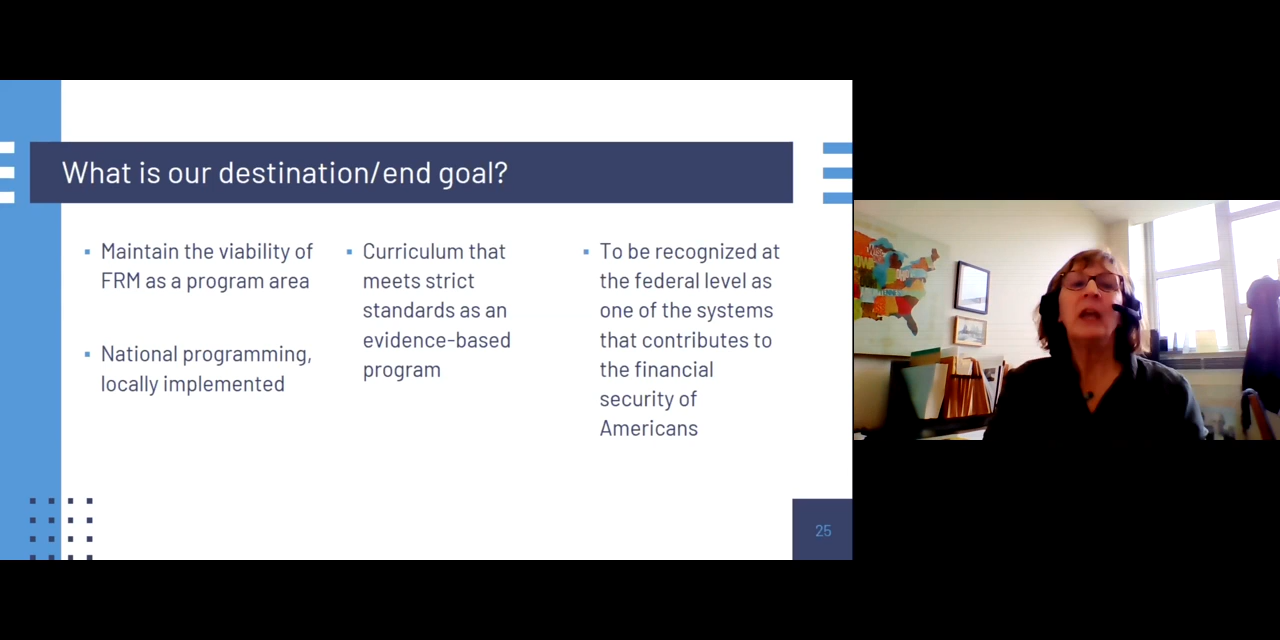 What is our destination/end goal?
▪ Maintain the viability of
FRM as a program area
▪ National programming,
locally implemented
▪ Curriculum that
meets strict
standards as an
evidence-based
program
▪ To be recognized at
the federal level as
one of the systems
that contributes to
the financial
security of
Americans
25